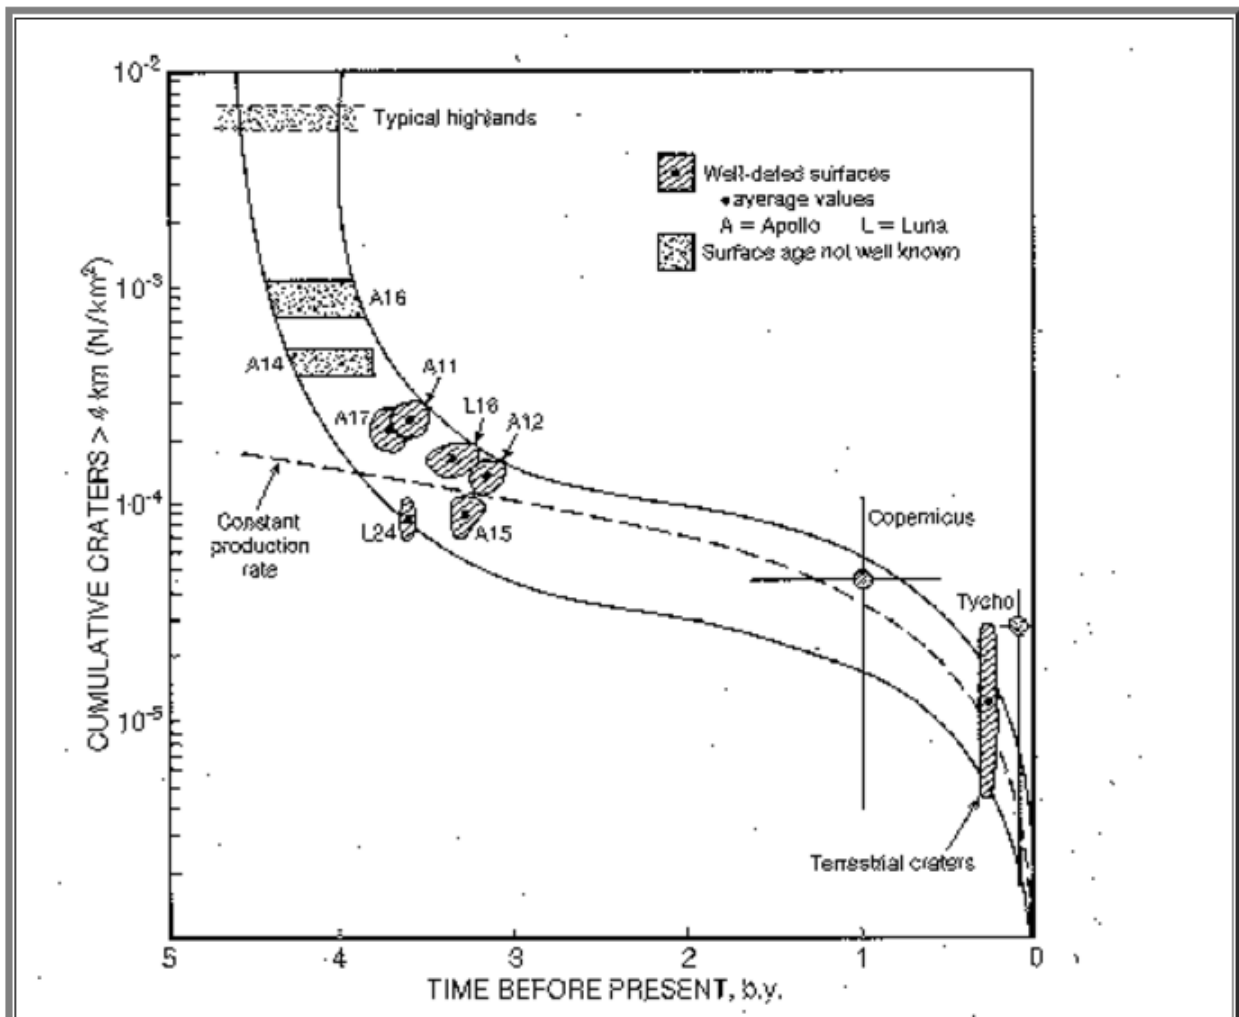 10-2
Typical highlands
Well-dated surfaces
• average values
A = Apollo L = Luna
Surface age not well known
10-3
A16
A14
A11
A17
L16
A12
10-4
Constant
production
rate
L24
A15
Copernicus
Tycho
10-5
Terrestrial craters
CUMULATIVE CRATERS > 4 km (N/km2)
5 4 3 2 1 0
TIME BEFORE PRESENT, b.y.